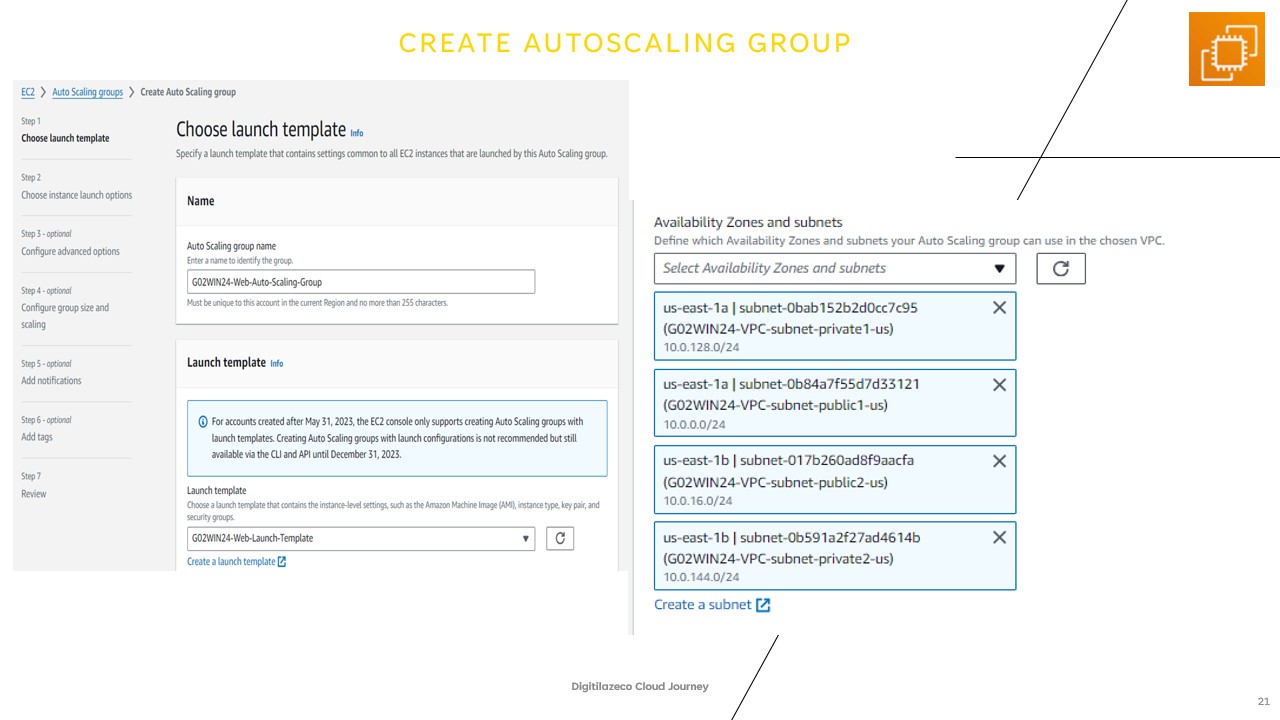 CREATE AUTOSCALING GROUP
EC2 > Auto Scaling groups > Create Auto Scaling group
Step 1
Choose launch template
Step 2
Choose instance launch options
Step 3 - optional
Configure advanced options
Step 4 - optional
Configure group size and
scaling
Step 5 - optional
Add notifications
Step 6 - optional
Add tags
Step 7
Review
Choose launch template Info
Specify a launch template that contains settings common to all EC2 instances that are launched by this Auto Scaling group.
Name
Auto Scaling group name
Enter a name to identify the group.
G02WIN24-Web-Auto-Scaling-Group
Must be unique to this account in the current Region and no more than 255 characters.
Launch template Info
For accounts created after May 31, 2023, the EC2 console only supports creating Auto Scaling groups with
launch templates. Creating Auto Scaling groups with launch configurations is not recommended but still
available via the CLI and API until December 31, 2023.
Launch template
Choose a launch template that contains the instance-level settings, such as the Amazon Machine Image (AMI), instance type, key pair, and
security groups.
G02WIN24-Web-Launch-Template
Create a launch template
Availability Zones and subnets
Define which Availability Zones and subnets your Auto Scaling group can use in the chosen VPC.
Select Availability Zones and subnets
us-east-1a | subnet-0bab152b2d0cc7c95
(G02WIN24-VPC-subnet-private1-us)
10.0.128.0/24
us-east-1a | subnet-0b84a7f55d7d33121
(G02WIN24-VPC-subnet-public1-us)
10.0.0.0/24
us-east-1b | subnet-017b260ad8f9aacfa
(G02WIN24-VPC-subnet-public2-us)
10.0.16.0/24
us-east-1b | subnet-0b591a2f27ad4614b
(G02WIN24-VPC-subnet-private2-us)
10.0.144.0/24
Create a subnet
Digitilazeco Cloud Journey
21